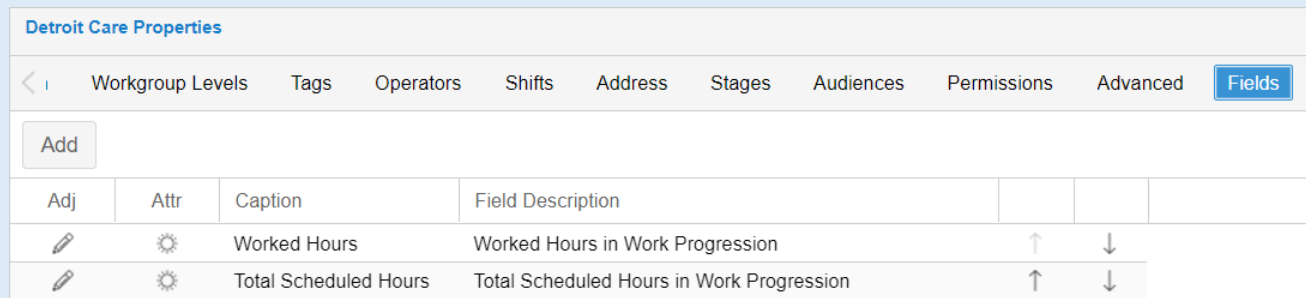 Detroit Care Properties
Workgroup Levels Tags Operators Shifts Address Stages Audiences Permissions Advanced Fields
Add
Adj Attr Caption Field Description
Worked Hours Worked Hours in Work Progression
Total Scheduled Hours Total Scheduled Hours in Work Progression